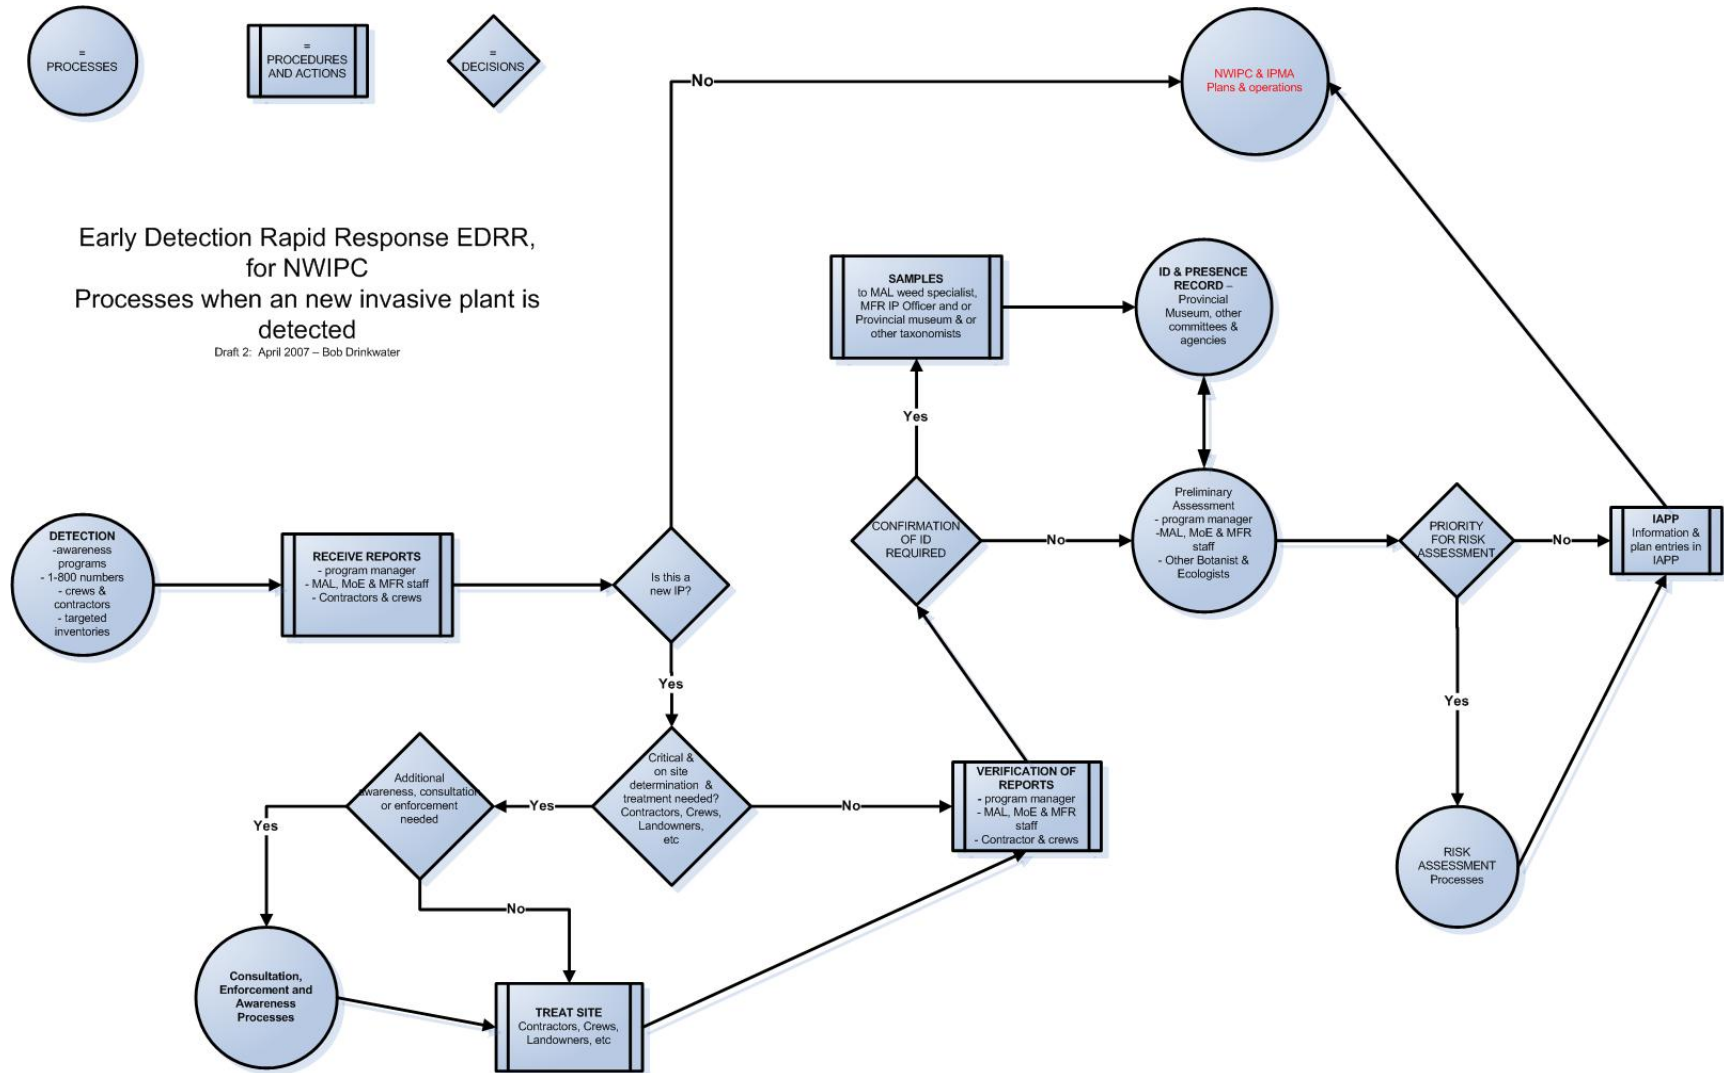 =
PROCESSES
=
PROCEDURES
AND ACTIONS
=
DECISIONS
No
NWIPC & IPMA
Plans & operations
Early Detection Rapid Response EDRR,
for NWIPC
Processes when an new invasive plant is
detected
Draft 2: April 2007 – Bob Drinkwater
SAMPLES
to MAL weed specialist,
MFR IP Officer and or
Provincial museum & or
other taxonomists
ID & PRESENCE
RECORD –
Provincial
Museum, other
committees &
agencies
Yes
DETECTION
-awareness
programs
- 1-800 numbers
- crews &
contractors
- targeted
inventories
RECEIVE REPORTS
- program manager
- MAL, MoE & MFR staff
- Contractors & crews
Is this a
new IP?
CONFIRMATION
OF ID
REQUIRED
No
Preliminary
Assessment
- program manager
-MAL, MoE & MFR
staff
- Other Botanist &
Ecologists
PRIORITY
FOR RISK
ASSESSMENT
No
IAPP
Information &
plan entries in
IAPP
Yes
Yes
Additional
awareness, consultation
or enforcement
needed
Yes
Critical &
on site
determination &
treatment needed?
Contractors, Crews,
Landowners,
etc
No
VERIFICATION OF
REPORTS
- program manager
- MAL, MoE & MFR
staff
- Contractor & crews
Yes
RISK
ASSESSMENT
Processes
No
Consultation,
Enforcement and
Awareness
Processes
TREAT SITE
Contractors, Crews,
Landowners, etc